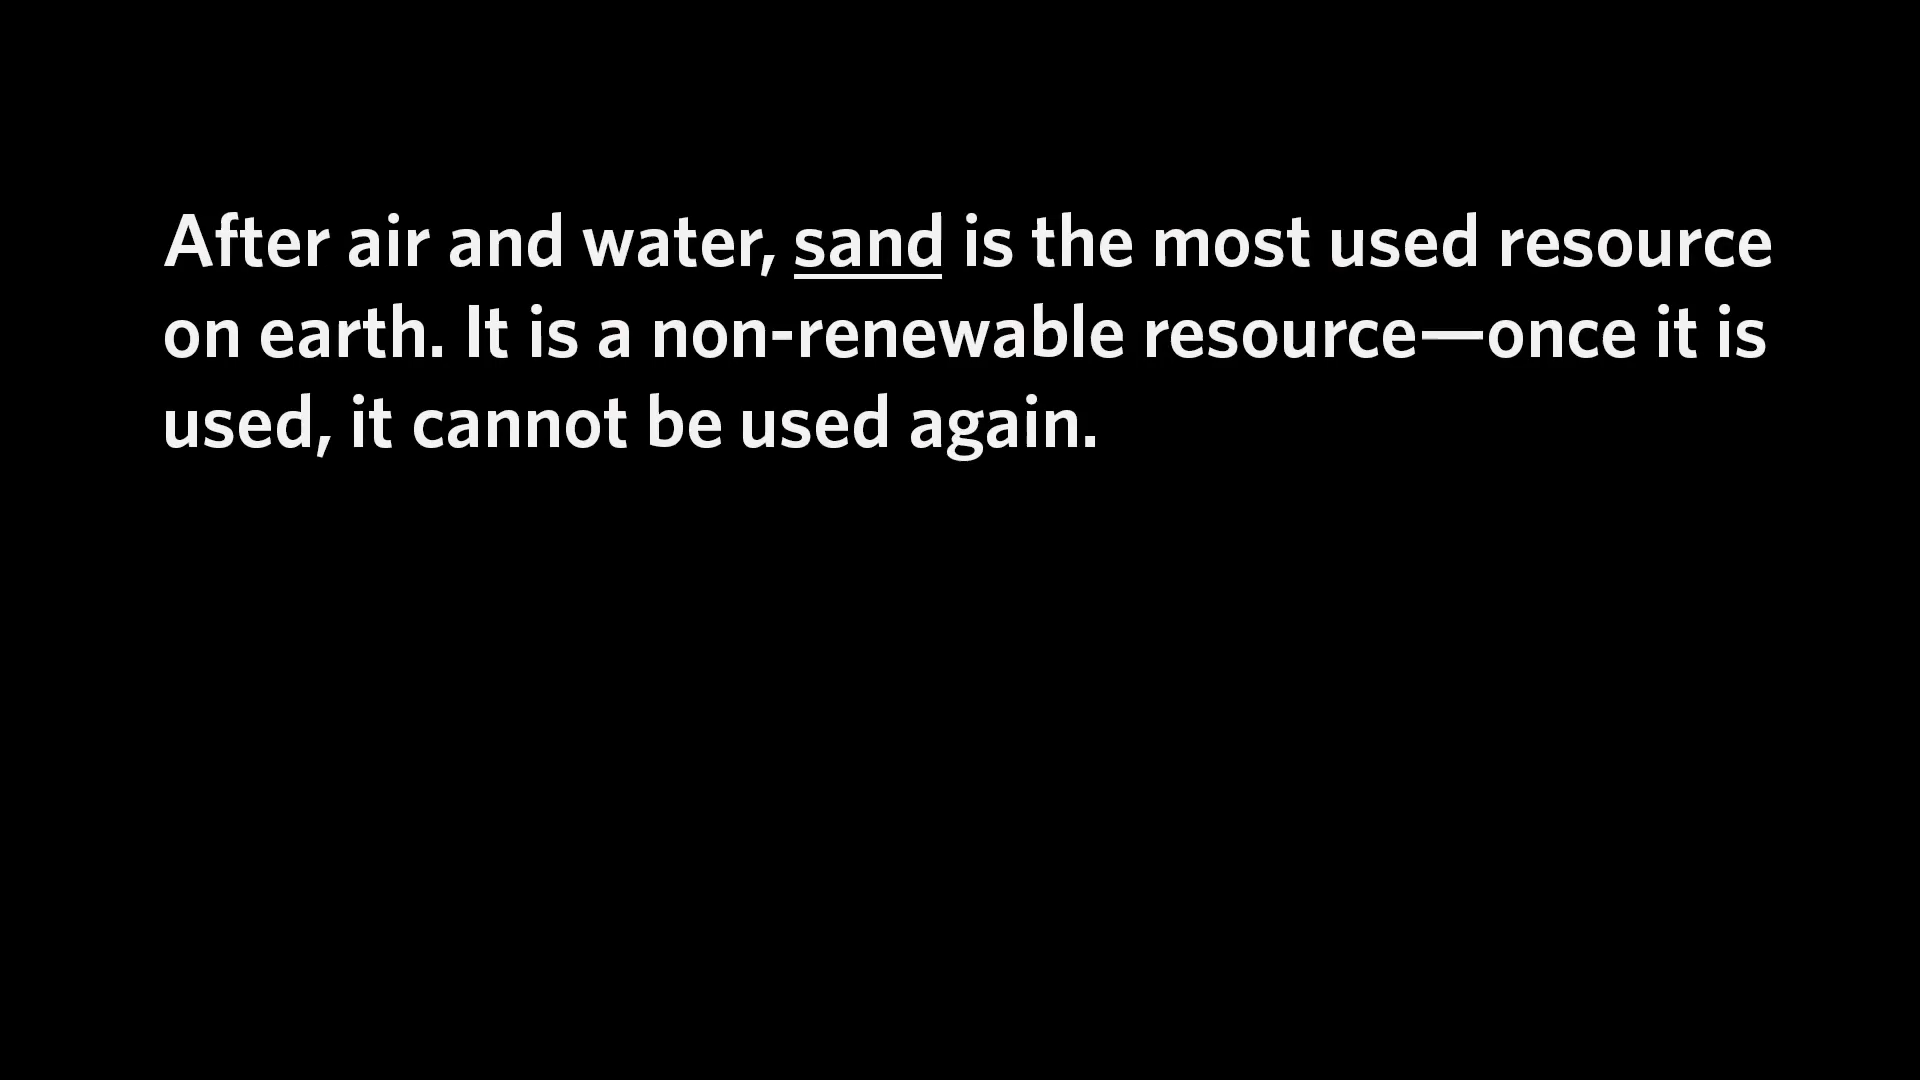 After air and water, sand is the most used resource
on earth. It is a non-renewable resource—once it is
used, it cannot be used again.